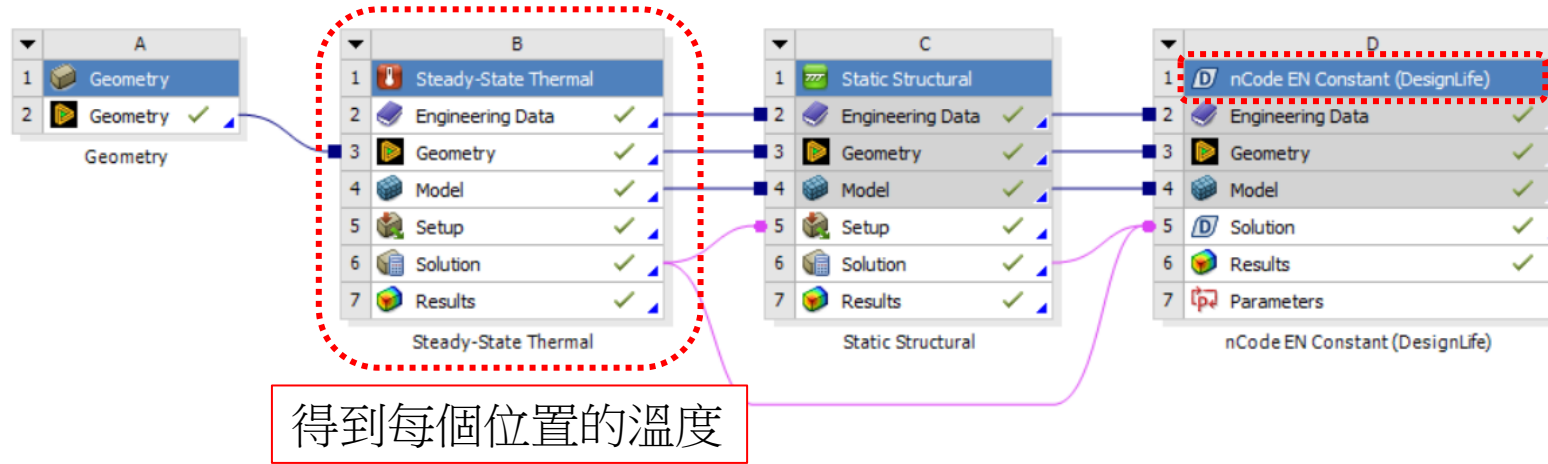 A
1 Geometry
2 Geometry
Geometry
B
1 Steady-State Thermal
2 Engineering Data
3 Geometry
4 Model
5 Setup
6 Solution
7 Results
Steady-State Thermal
C
1 Static Structural
2 Engineering Data
3 Geometry
4 Model
5 Setup
6 Solution
7 Results
Static Structural
D
1 nCode EN Constant (DesignLife)
2 Engineering Data
3 Geometry
4 Model
5 Solution
6 Results
7 Parameters
nCode EN Constant (DesignLife)
得到每個位置的溫度